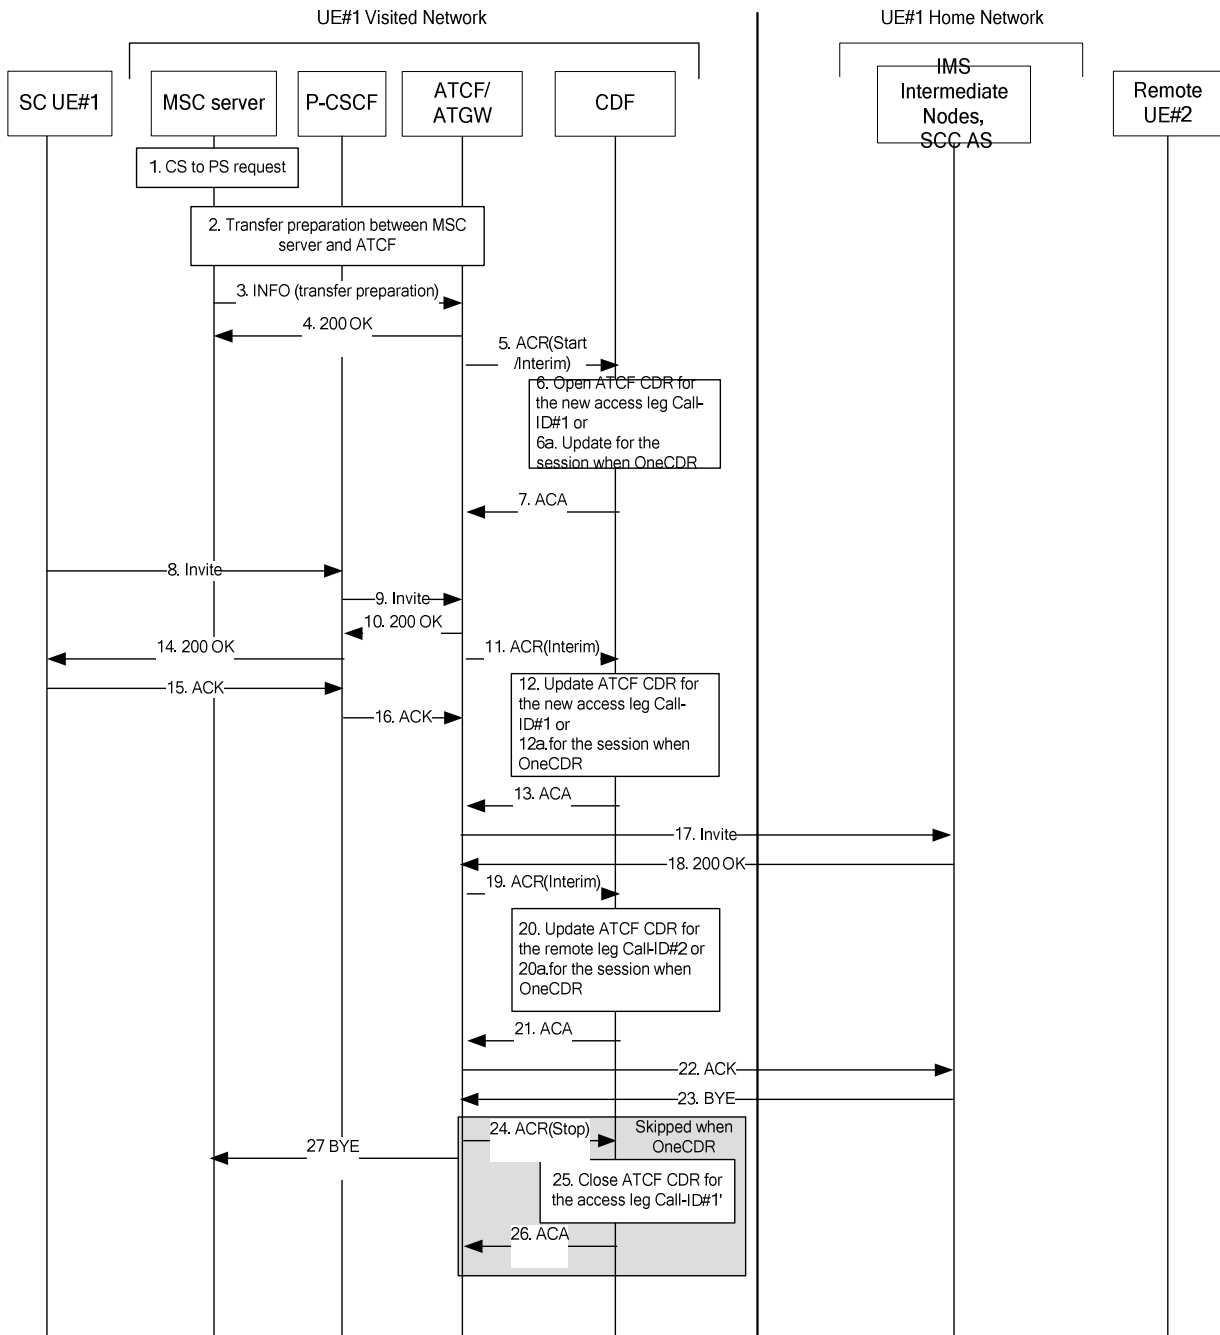 UE#1 Visited Network
UE#1 Home Network
SC UE#1
MSC server
P-CSCF
ATCF/
ATGW
CDF
IMS
Intermediate
Nodes,
SCC AS
Remote
UE#2
1. CS to PS request
2. Transfer preparation between MSC
server and ATCF
3. INFO (transfer preparation)
4. 200 OK
5. ACR(Start
/Interim)
6. Open ATCF CDR for
the new access leg Call-
ID#1 or
6a. Update for the
session when OneCDR
7. ACA
8. Invite
9. Invite
10. 200 OK
14. 200 OK
11. ACR(Interim)
15. ACK
16. ACK
12. Update ATCF CDR for
the new access leg Call-
ID#1 or
12a.for the session when
OneCDR
13. ACA
17. Invite
18. 200 OK
19. ACR(Interim)
20. Update ATCF CDR for
the remote leg Call-ID#2 or
20a.for the session when
OneCDR
21. ACA
22. ACK
23. BYE
24. ACR(Stop)
Skipped when
OneCDR
27 BYE
25. Close ATCF CDR for
the access leg Call-ID#1'
26. ACA